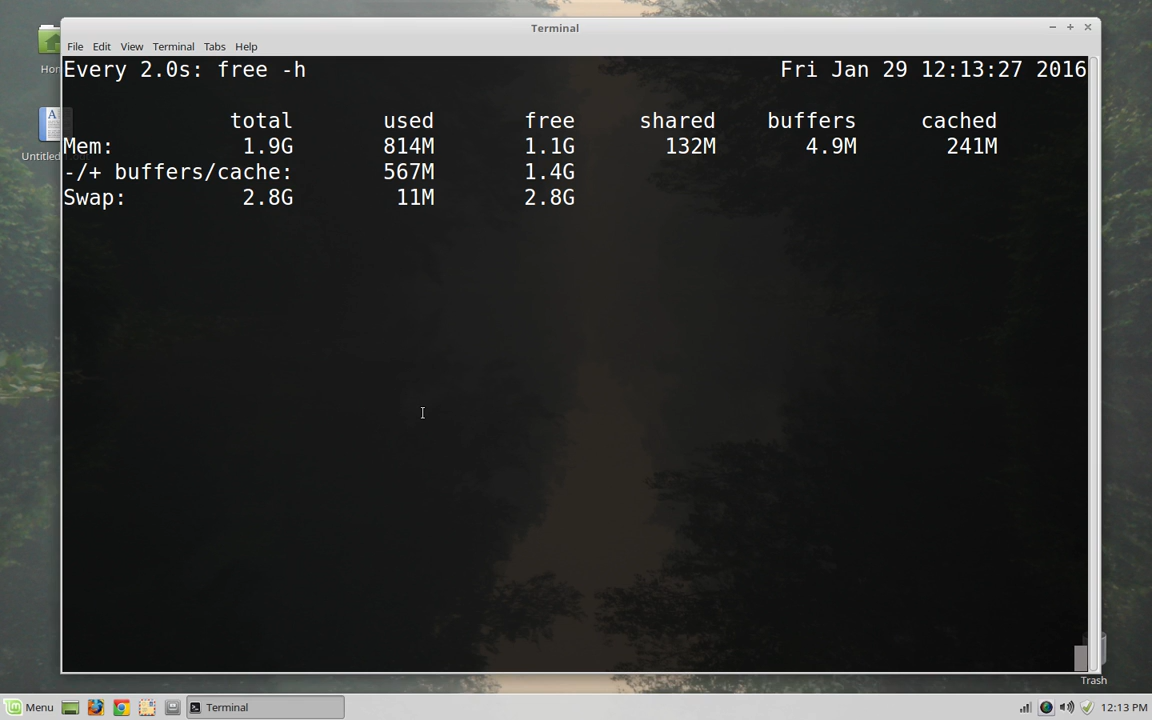 Terminal
File Edit View Terminal Tabs Help
Every 2.0s: free -h Fri Jan 29 12:13:27 2016
total used free shared buffers cached
Mem: 1.9G 814M 1.1G 132M 4.9M 241M
-/+ buffers/cache: 567M 1.4G
Swap: 2.8G 11M 2.8G
Trash
Menu Terminal 12:13 PM